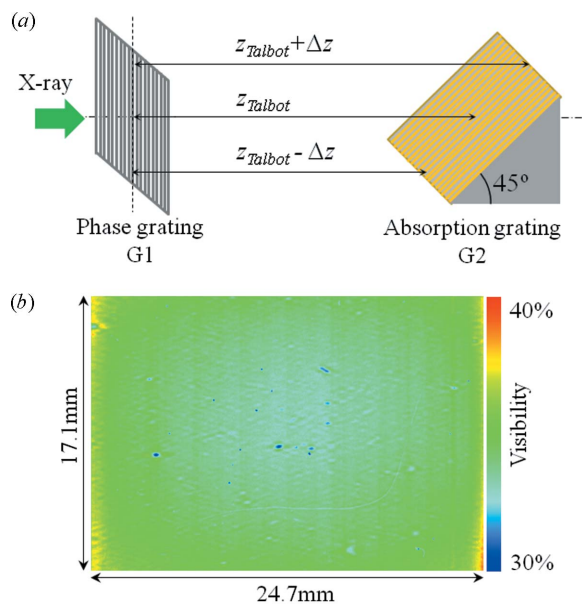 (a)
z_Talbot+Δz
X-ray
z_Talbot
z_Talbot- Δz
45°
Phase grating
G1
Absorption grating
G2
(b)
40%
17.1mm
Visibility
30%
24.7mm